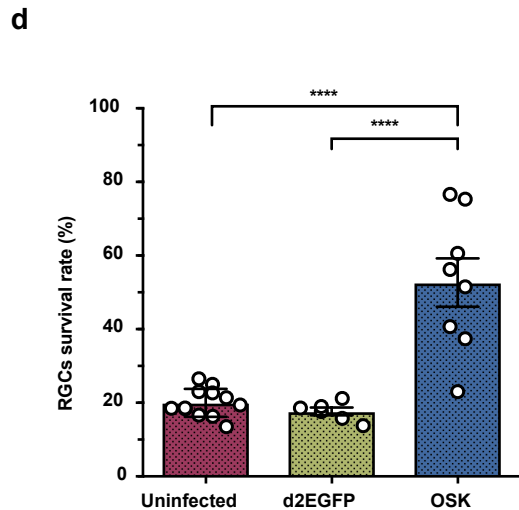 d
****
****
100
80
60
40
20
0
RGCs survival rate (%)
Uninfected d2EGFP OSK